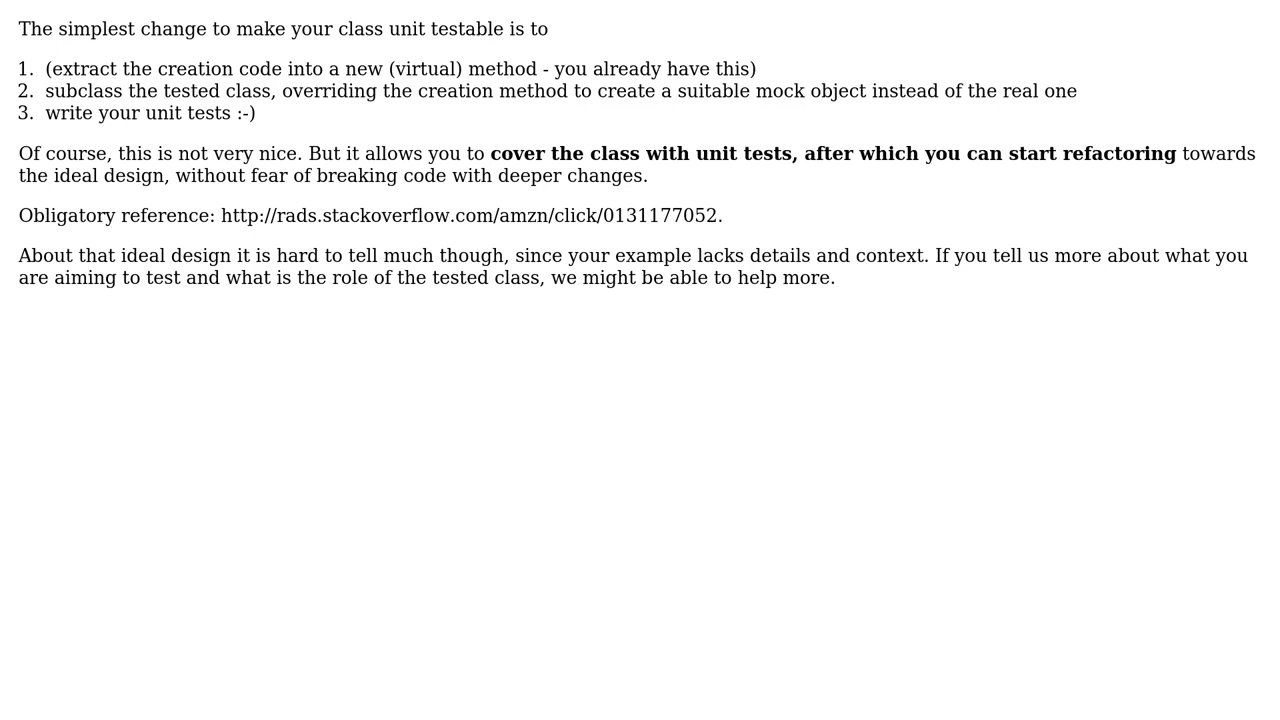 The simplest change to make your class unit testable is to
1. (extract the creation code into a new (virtual) method - you already have this)
2. subclass the tested class, overriding the creation method to create a suitable mock object instead of the real one
3. write your unit tests :-)
Of course, this is not very nice. But it allows you to cover the class with unit tests, after which you can start refactoring towards
the ideal design, without fear of breaking code with deeper changes.
Obligatory reference: http://rads.stackoverflow.com/amzn/click/0131177052.
About that ideal design it is hard to tell much though, since your example lacks details and context. If you tell us more about what you
are aiming to test and what is the role of the tested class, we might be able to help more.